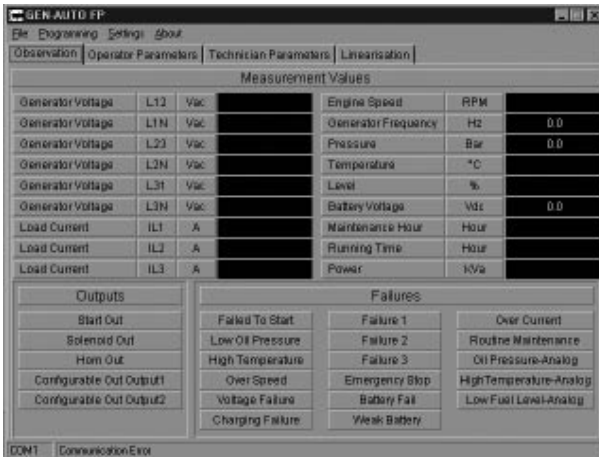 GEN-AUTO FP
File Programming Settings About
Observation Operator Parameters Technician Parameters Linearisation
Measurement Values
Generator Voltage L12 Vac Engine Speed RPM
Generator Voltage L1N Vac Generator Frequency Hz 0.0
Generator Voltage L23 Vac Pressure Bar 0.0
Generator Voltage L2N Vac Temperature °C
Generator Voltage L31 Vac Level %
Generator Voltage L3N Vac Battery Voltage Vdc 0.0
Load Current IL1 A Maintenance Hour Hour
Load Current IL2 A Running Time Hour
Load Current IL3 A Power kVa
Outputs Failures
Start Out Failed To Start Failure 1 Over Current
Solenoid Out Low Oil Pressure Failure 2 Routine Maintenance
Horn Out High Temperature Failure 3 Oil Pressure-Analog
Configurable Out Output1 Over Speed Emergency Stop HighTemperature-Analog
Configurable Out Output2 Voltage Failure Battery Fail Low Fuel Level-Analog
Charging Failure Weak Battery
COM1 Communication Error